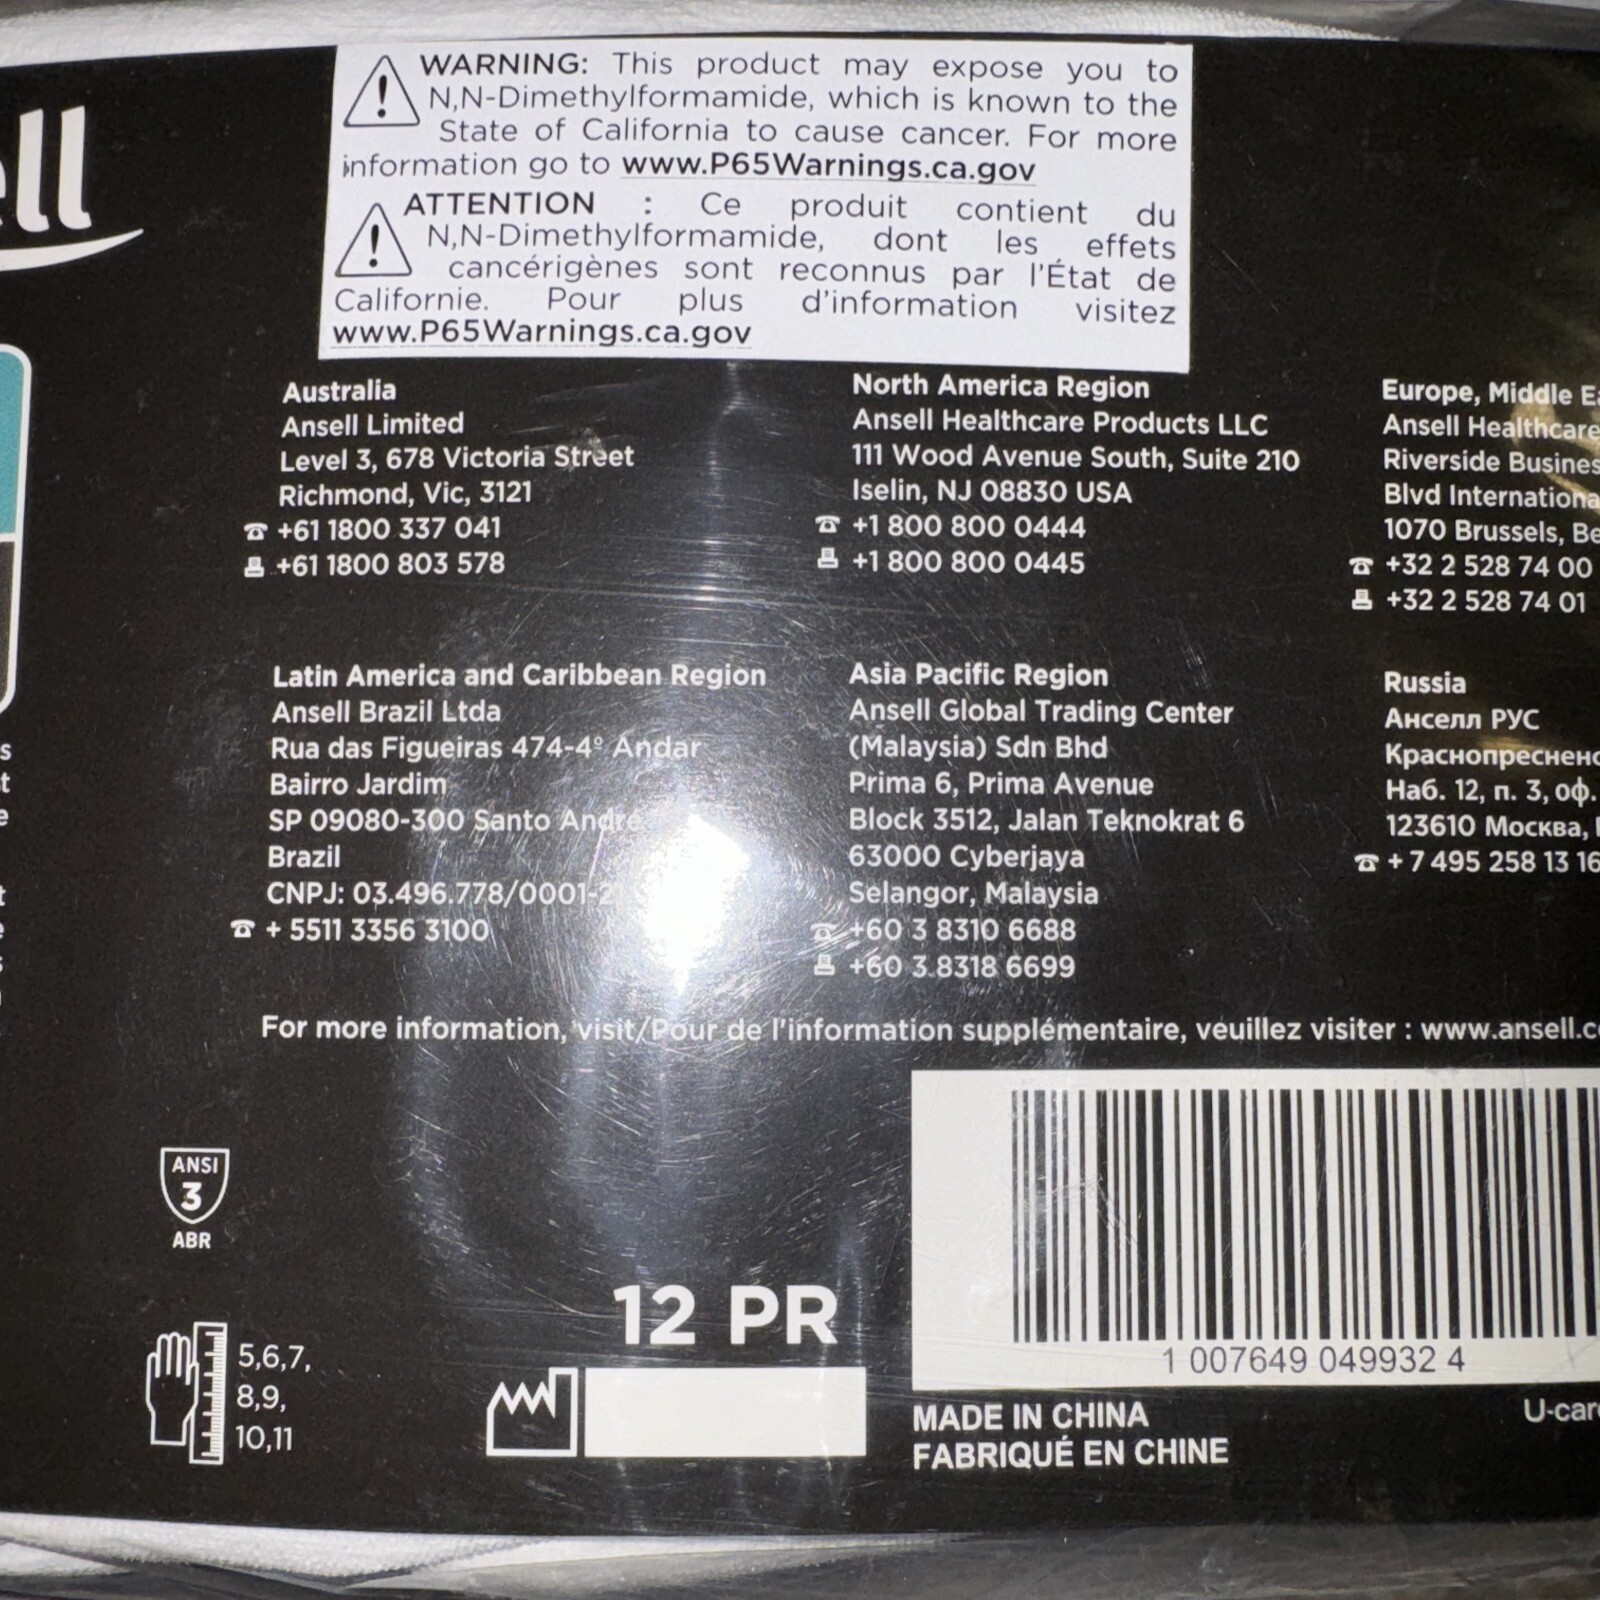 WARNING: This product may expose you to
N,N-Dimethylformamide, which is known to the
State of California to cause cancer. For more
information go to www.P65Warnings.ca.gov
ATTENTION : Ce produit contient du
N,N-Dimethylformamide, dont les effets
cancérigènes sont reconnus par l'État de
Californie. Pour plus d'information visitez
www.P65Warnings.ca.gov
Australia
Ansell Limited
Level 3, 678 Victoria Street
Richmond, Vic, 3121
+61 1800 337 041
+61 1800 803 578
North America Region
Ansell Healthcare Products LLC
111 Wood Avenue South, Suite 210
Iselin, NJ 08830 USA
+1 800 800 0444
+1 800 800 0445
Europe, Middle
Ansell Healthcare
Riverside
Blvd
1070 Brussels,
+32 2 528 74 00
+32 2 528 74 01
Latin America and Caribbean Region
Ansell Brazil Ltda
Rua das Figueiras 474-4º Andar
Bairro Jardim
SP 09080-300 Santo André
Brazil
CNPJ: 03.496.778/0001-2
+ 5511 3356 3100
Asia Pacific Region
Ansell Global Trading Center
(Malaysia) Sdn Bhd
Prima 6, Prima Avenue
Block 3512, Jalan Teknokrat 6
63000 Cyberjaya
Selangor, Malaysia
+60 3 8310 6688
+60 3 8318 6699
Russia
Анселл РУС
Наб. 12, п. 3, оф.
123610 Москва,
+ 7 495 258 13 16
For more information, visit/Pour de l'information supplémentaire, veuillez visiter : www.ansell.c
ANSI
3
ABR
5,6,7,
8,9,
10,11
12 PR
1 007649 049932 4
MADE IN CHINA
FABRIQUÉ EN CHINE